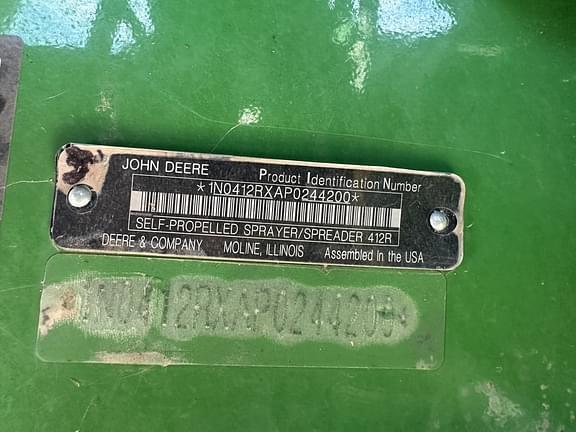 JOHN DEERE Product Identification Number
*1N0412RXAP0244200*
SELF-PROPELLED SPRAYER/SPREADER 412R
DEERE & COMPANY MOLINE, ILLINOIS Assembled in the USA
1N0412RXAP0244200*